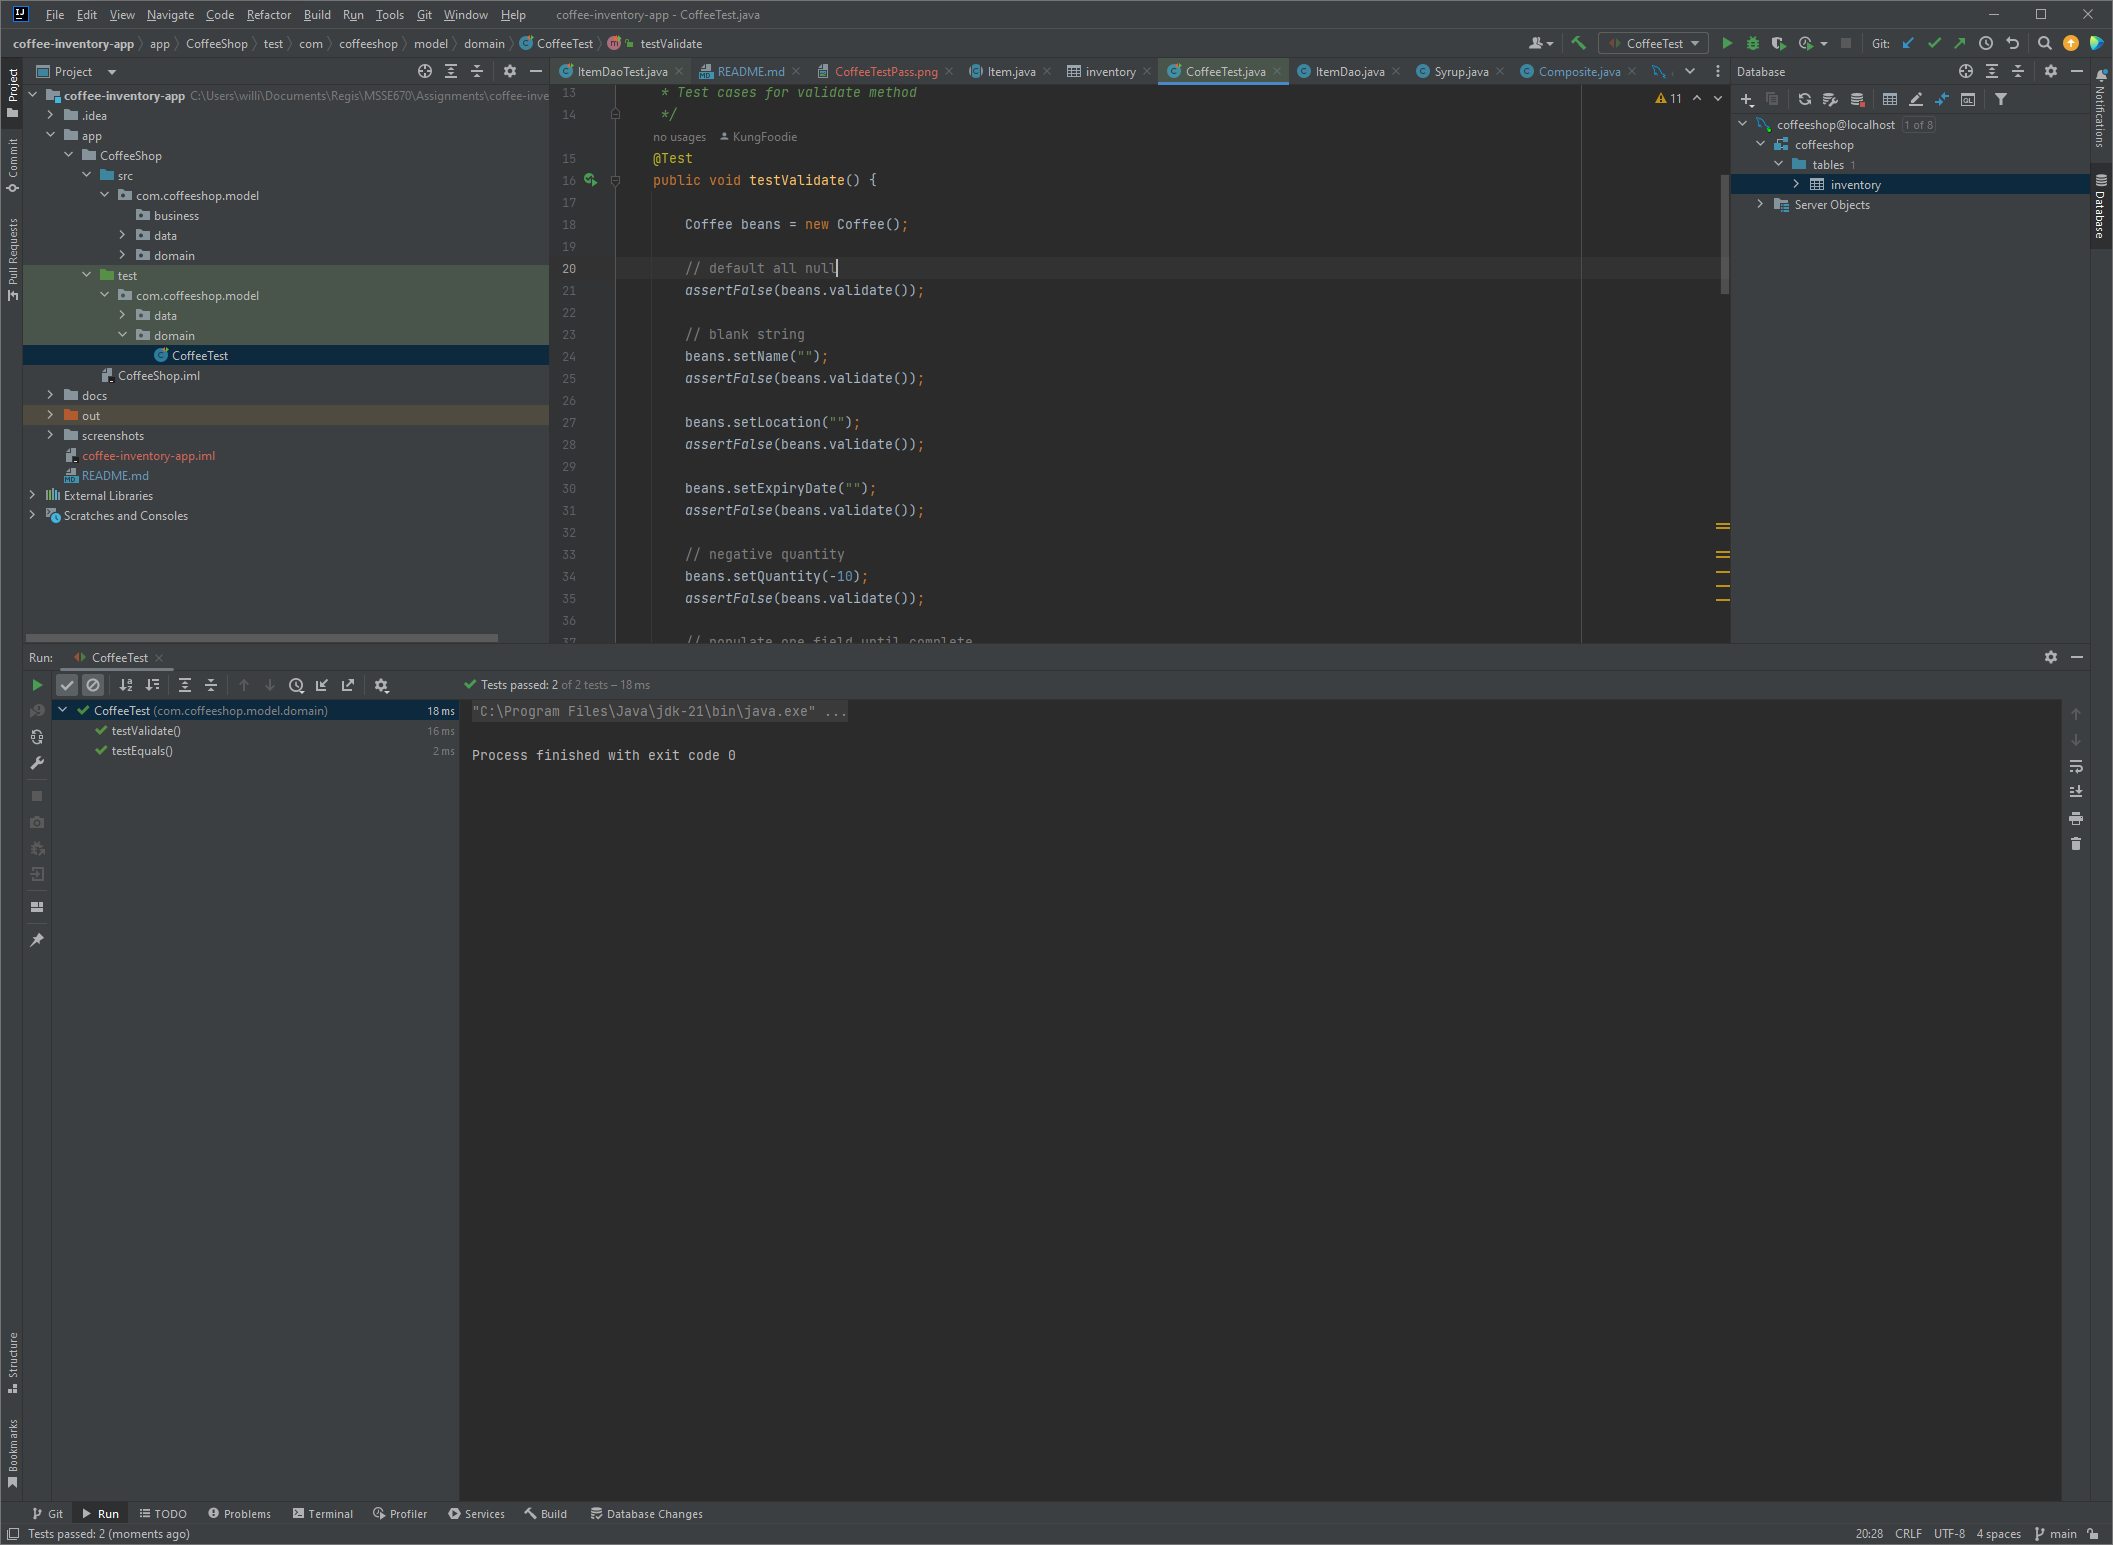 File Edit View Navigate Code Refactor Build Run Tools Git Window Help coffee-inventory-app - CoffeeTest.java
coffee-inventory-app app CoffeeShop test com coffeeshop model domain CoffeeTest testValidate
CoffeeTest Git:
Project
ItemDaoTest.java README.md CoffeeTestPass.png Item.java inventory CoffeeTest.java ItemDao.java Syrup.java Composite.java
Database
Project
Commit
Pull Requests
Structure
Bookmarks
coffee-inventory-app C:\Users\willi\Documents\Regis\MSSE670\Assignments\coffee-inve
.idea
app
CoffeeShop
src
com.coffeeshop.model
business
data
domain
test
com.coffeeshop.model
data
domain
CoffeeTest
CoffeeShop.iml
docs
out
screenshots
coffee-inventory-app.iml
README.md
External Libraries
Scratches and Consoles
11
13 * Test cases for validate method
14 */
no usages KungFoodie
15 @Test
16 public void testValidate() {
17
18 Coffee beans = new Coffee();
19
20 // default all null
21 assertFalse(beans.validate());
22
23 // blank string
24 beans.setName("");
25 assertFalse(beans.validate());
26
27 beans.setLocation("");
28 assertFalse(beans.validate());
29
30 beans.setExpiryDate("");
31 assertFalse(beans.validate());
32
33 // negative quantity
34 beans.setQuantity(-10);
35 assertFalse(beans.validate());
36
37 // populate one field until complete
coffeeshop@localhost 1 of 8
coffeeshop
tables 1
inventory
Server Objects
Notifications
Database
Run: CoffeeTest
Tests passed: 2 of 2 tests – 18 ms
CoffeeTest (com.coffeeshop.model.domain) 18 ms
testValidate() 16 ms
testEquals() 2 ms
"C:\Program Files\Java\jdk-21\bin\java.exe" ...
Process finished with exit code 0
Git Run TODO Problems Terminal Profiler Services Build Database Changes
Tests passed: 2 (moments ago)
20:28 CRLF UTF-8 4 spaces main